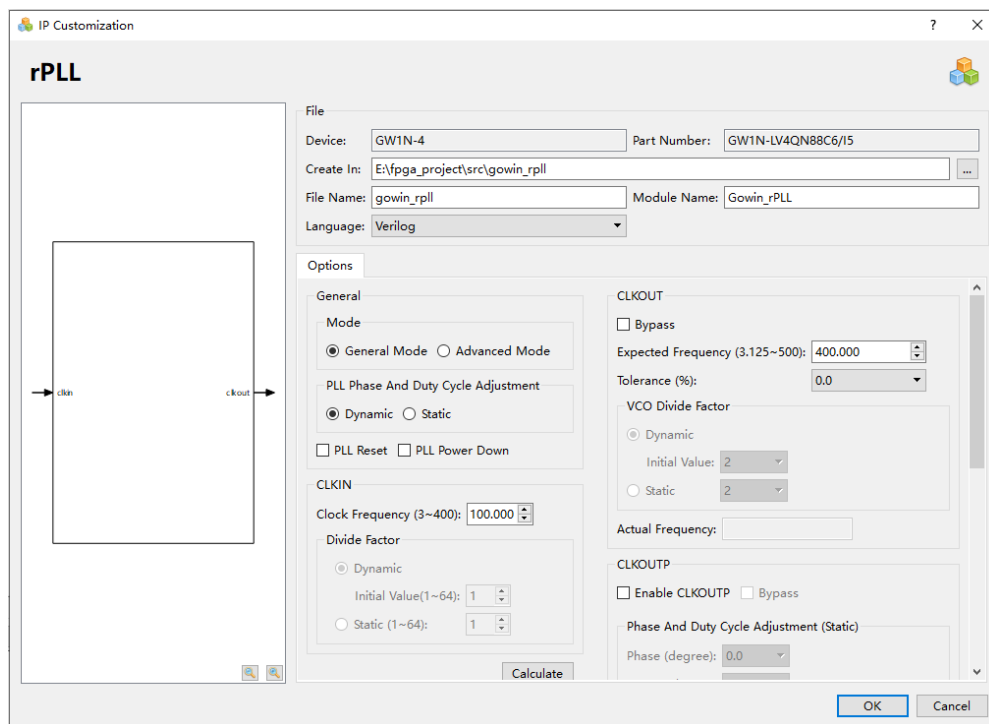 IP Customization ? ×
rPLL
File
Device: GW1N-4 Part Number: GW1N-LV4QN88C6/I5
Create In: E:\fpga_project\src\gowin_rpll ...
File Name: gowin_rpll Module Name: Gowin_rPLL
Language: Verilog
clkin clkout
Options
General
Mode
General Mode Advanced Mode
PLL Phase And Duty Cycle Adjustment
Dynamic Static
PLL Reset PLL Power Down
CLKIN
Clock Frequency (3~400): 100.000
Divide Factor
Dynamic
Initial Value(1~64): 1
Static (1~64): 1
Calculate
CLKOUT
Bypass
Expected Frequency (3.125~500): 400.000
Tolerance (%): 0.0
VCO Divide Factor
Dynamic
Initial Value: 2
Static 2
Actual Frequency:
CLKOUTP
Enable CLKOUTP Bypass
Phase And Duty Cycle Adjustment (Static)
Phase (degree): 0.0
OK Cancel